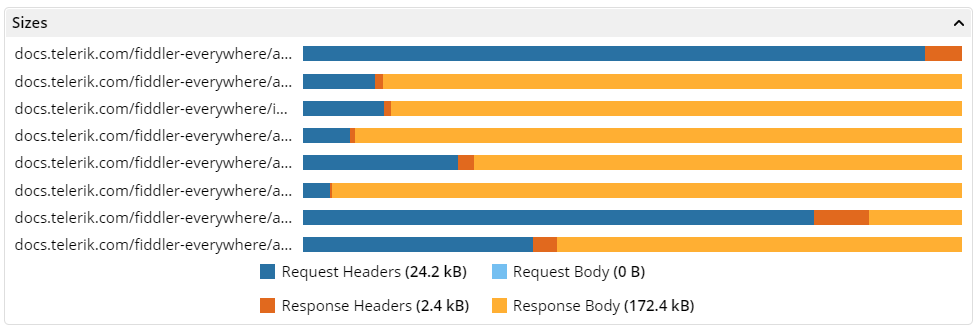 Sizes
docs.telerik.com/fiddler-everywhere/a...
docs.telerik.com/fiddler-everywhere/a...
docs.telerik.com/fiddler-everywhere/i...
docs.telerik.com/fiddler-everywhere/a...
docs.telerik.com/fiddler-everywhere/a...
docs.telerik.com/fiddler-everywhere/a...
docs.telerik.com/fiddler-everywhere/a...
docs.telerik.com/fiddler-everywhere/a...
Request Headers (24.2 kB) Request Body (0 B)
Response Headers (2.4 kB) Response Body (172.4 kB)